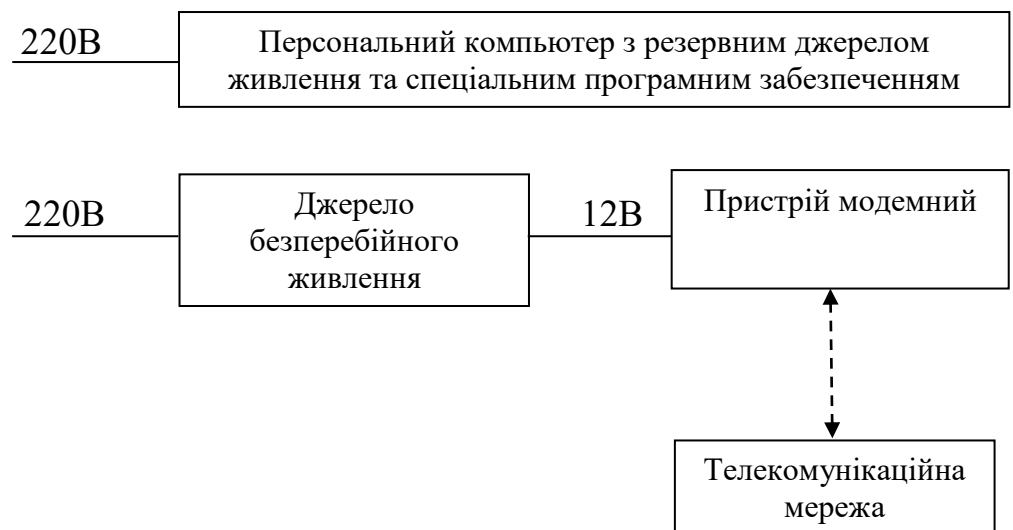 220В
Персональний комп'ютер з резервним джерелом
живлення та спеціальним програмним забезпеченням
220В
Джерело
безперебійного
живлення
12В
Пристрій модемний
Телекомунікаційна
мережа